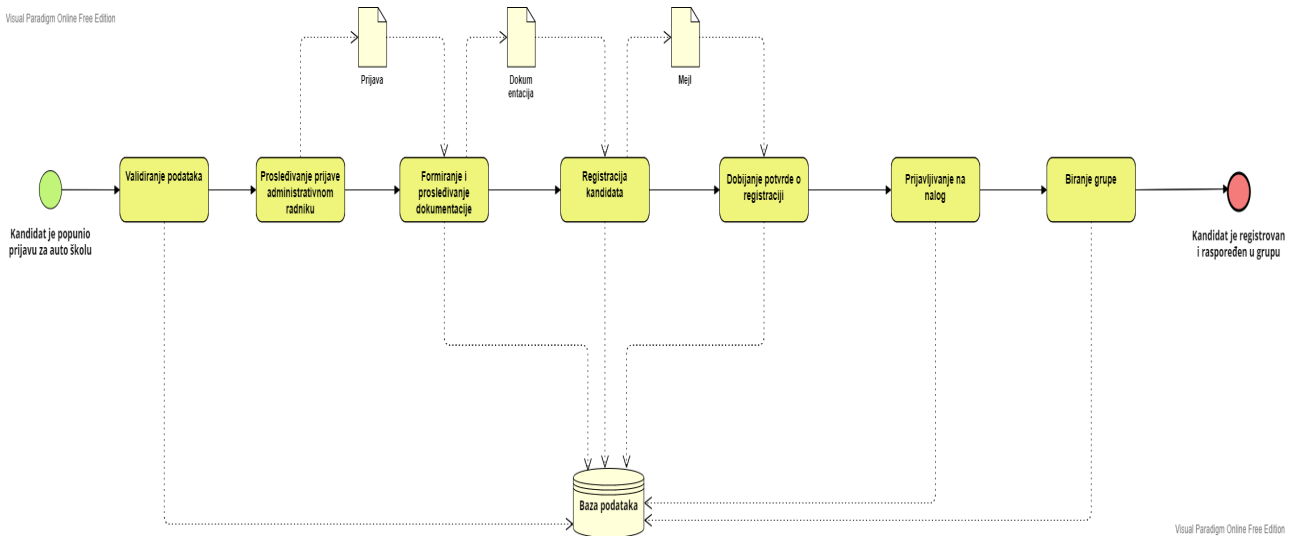 Visual Paradigm Online Free Edition
Prijava
Dokum
entacija
Mejl
Validiranje podataka
Prosleđivanje prijave
administrativnom
radniku
Formiranje i
prosleđivanje
dokumentacije
Registracija
kandidata
Dobijanje potvrde o
registraciji
Prijavljivanje na
nalog
Biranje grupe
Kandidat je popunio
prijavu za auto školu
Kandidat je registrovan
i raspoređen u grupu
Baza podataka
Visual Paradigm Online Free Edition